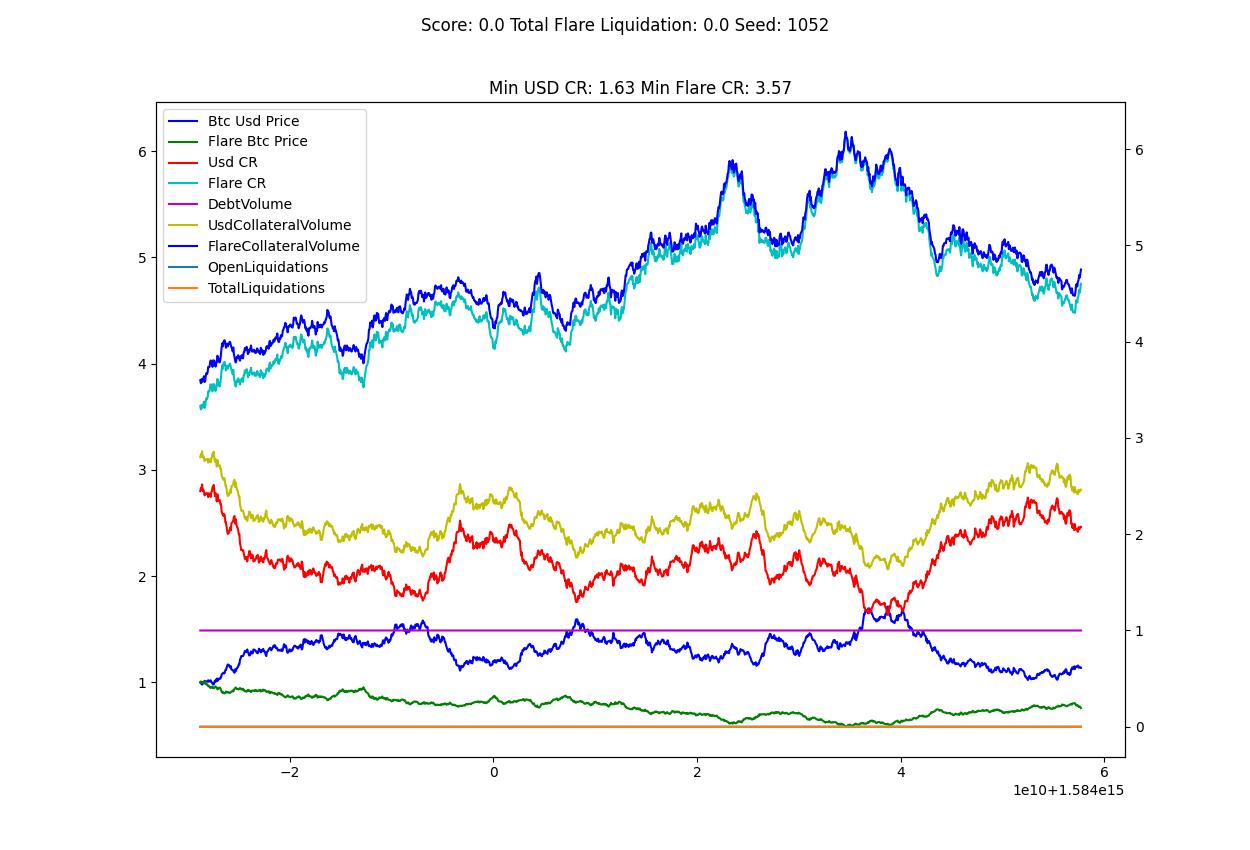 Score: 0.0 Total Flare Liquidation: 0.0 Seed: 1052
Min USD CR: 1.63 Min Flare CR: 3.57
Btc Usd Price
Flare Btc Price
Usd CR
Flare CR
DebtVolume
UsdCollateralVolume
FlareCollateralVolume
OpenLiquidations
TotalLiquidations
6
5
4
3
2
1
6
5
4
3
2
1
0
−2
0
2
4
6
1e10+1.584e15